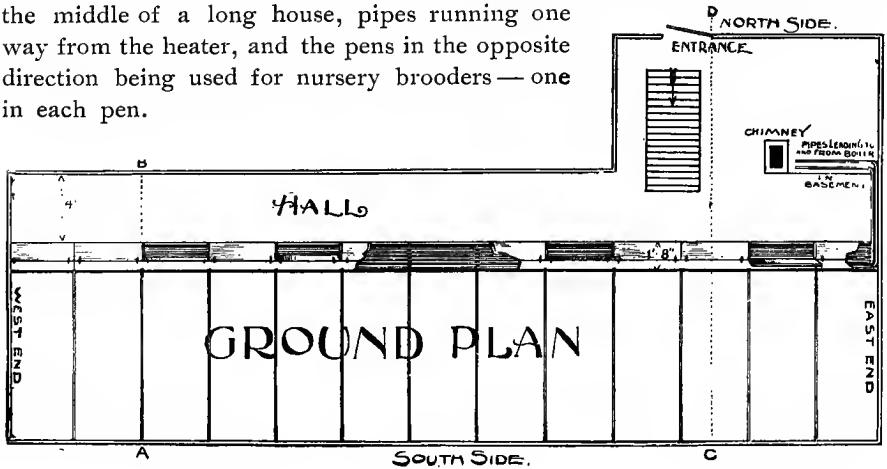 the middle of a long house, pipes running one
way from the heater, and the pens in the opposite
direction being used for nursery brooders — one
in each pen.
D
NORTH SIDE.
ENTRANCE
CHIMNEY
PIPES LEADING TO
AND FROM BOILER
IN
BASEMENT
B
4'
HALL
1' 8"
WEST END
GROUND PLAN
EAST END
A
SOUTH SIDE.
C